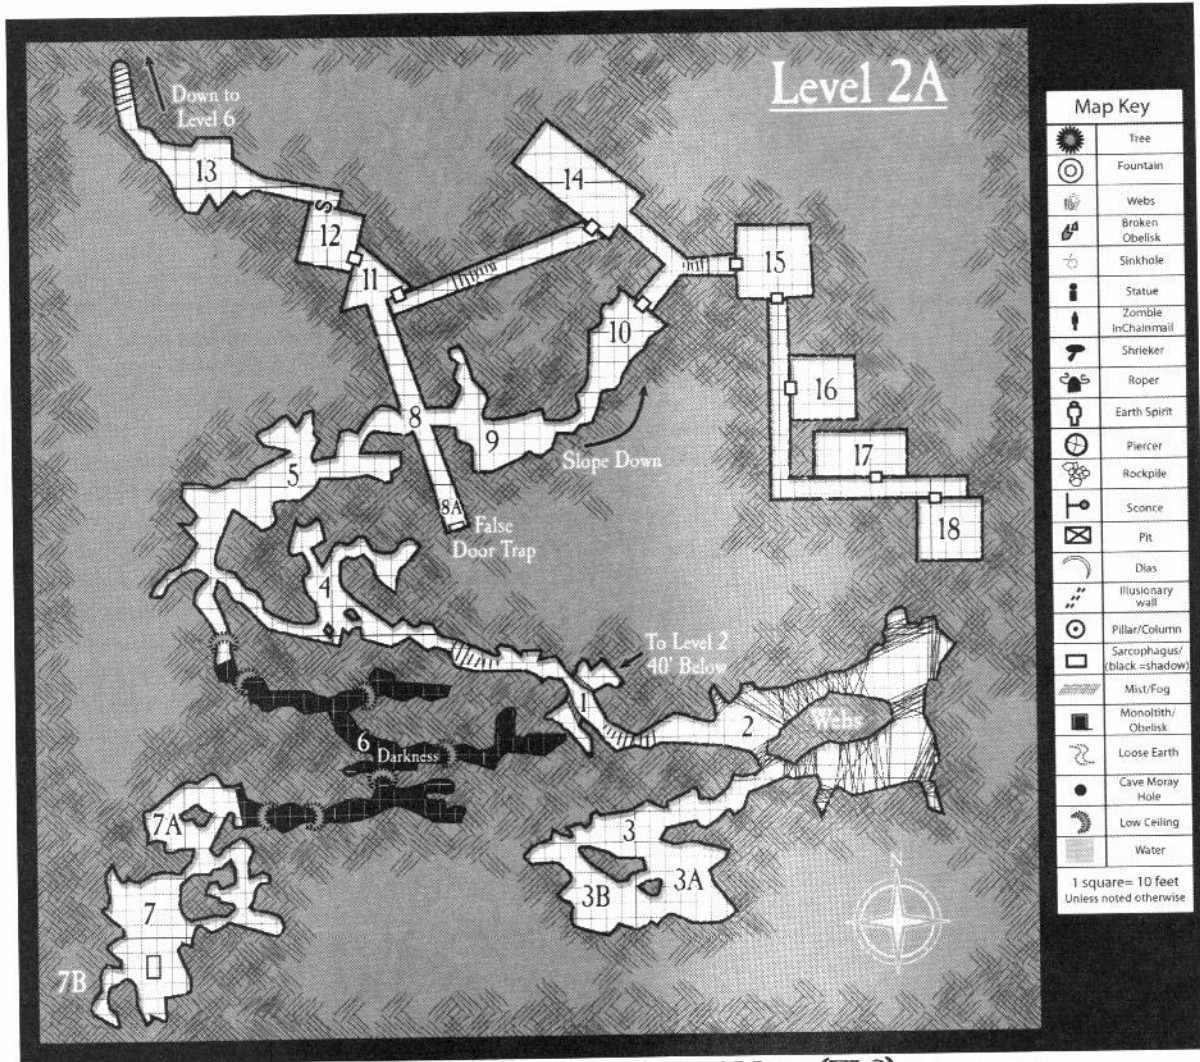 Level 2A
Down to
Level 6
13
S
12
11
14
15
10
16
9
8
Slope Down
17
5
8A
False
Door Trap
18
4
To Level 2
40' Below
1
2
Webs
6
Darkness
7A
3
3A
3B
7
7B
N
Map Key
Tree
Fountain
Webs
Broken
Obelisk
Sinkhole
Statue
Zombie
InChainmail
Shrieker
Roper
Earth Spirit
Piercer
Rockpile
Sconce
Pit
Dias
Illusionary
wall
Pillar/Column
Sarcophagus/
(black =shadow)
Mist/Fog
Monoltith/
Obelisk
Loose Earth
Cave Moray
Hole
Low Ceiling
Water
1 square= 10 feet
Unless noted otherwise